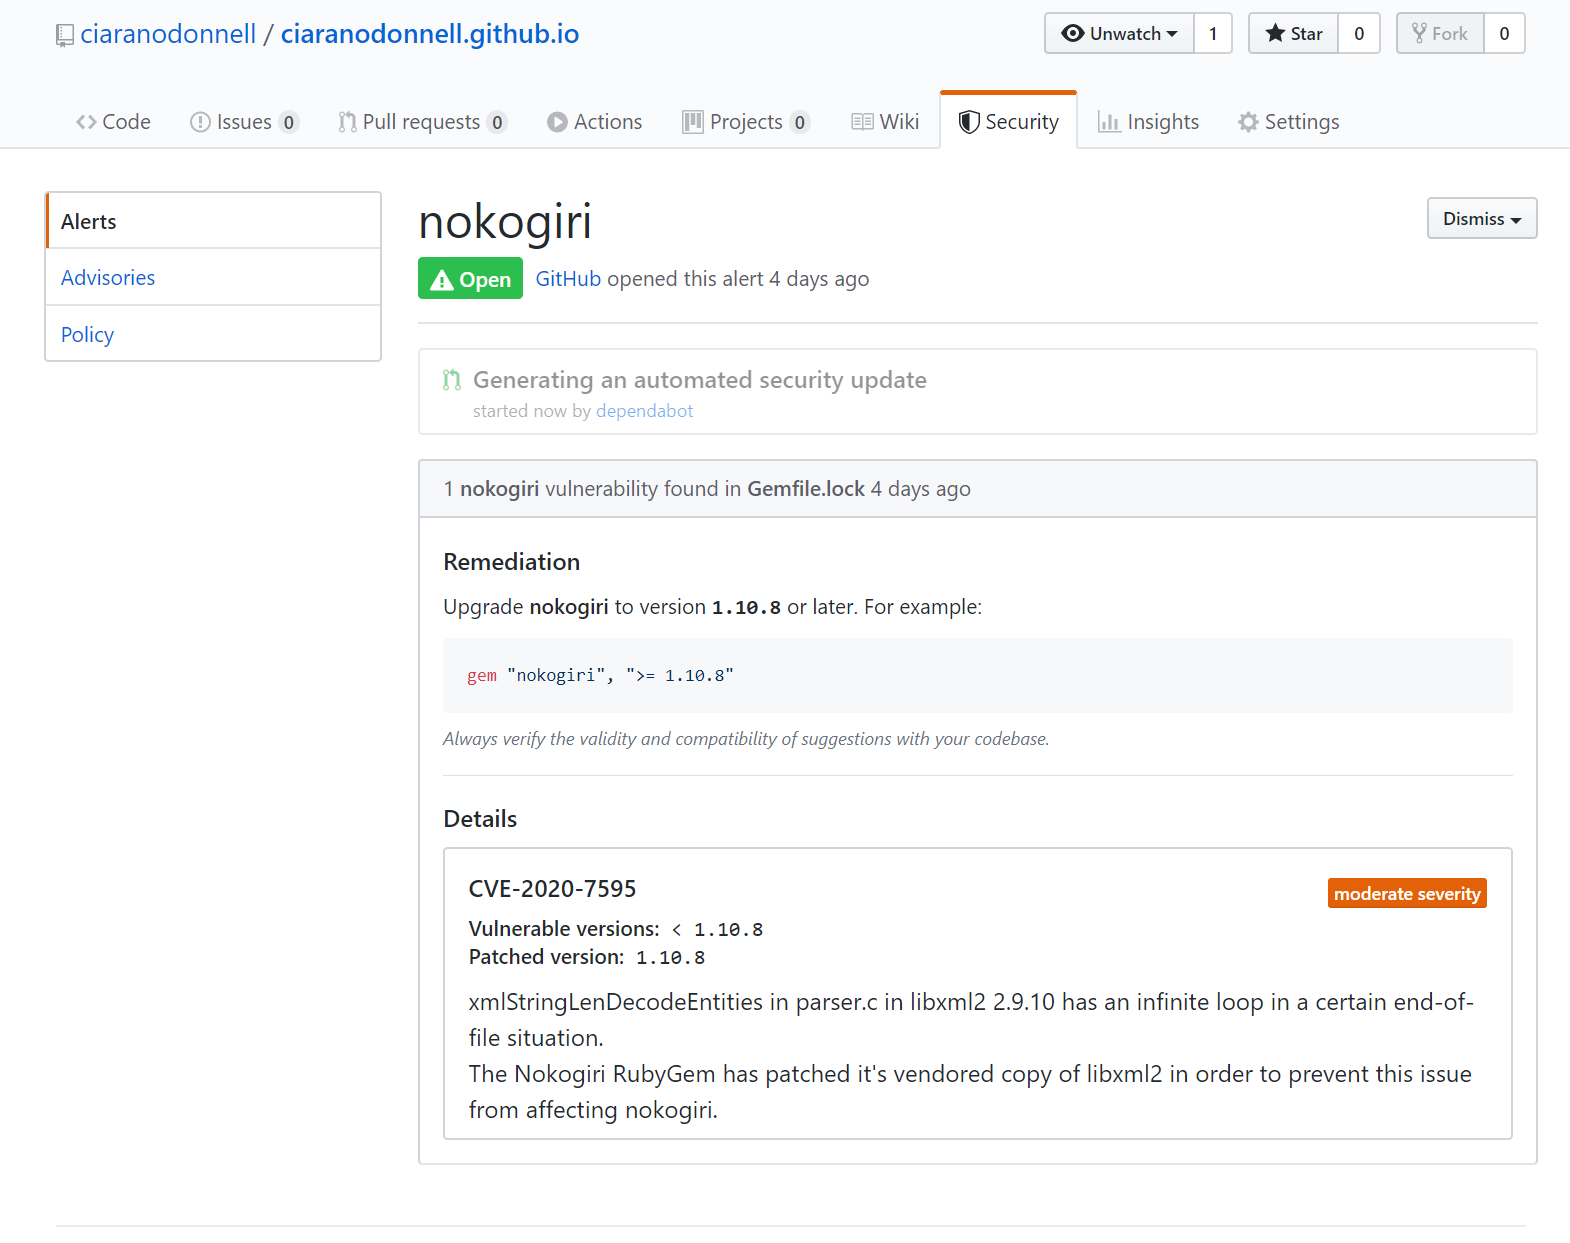 ciaranodonnell / ciaranodonnell.github.io
Unwatch 1
Star 0
Fork 0
Code
Issues 0
Pull requests 0
Actions
Projects 0
Wiki
Security
Insights
Settings
Alerts
Advisories
Policy
nokogiri
Dismiss
Open GitHub opened this alert 4 days ago
Generating an automated security update
started now by dependabot
1 nokogiri vulnerability found in Gemfile.lock 4 days ago
Remediation
Upgrade nokogiri to version 1.10.8 or later. For example:
gem "nokogiri", ">= 1.10.8"
Always verify the validity and compatibility of suggestions with your codebase.
Details
CVE-2020-7595
moderate severity
Vulnerable versions: < 1.10.8
Patched version: 1.10.8
xmlStringLenDecodeEntities in parser.c in libxml2 2.9.10 has an infinite loop in a certain end-of-
file situation.
The Nokogiri RubyGem has patched it's vendored copy of libxml2 in order to prevent this issue
from affecting nokogiri.